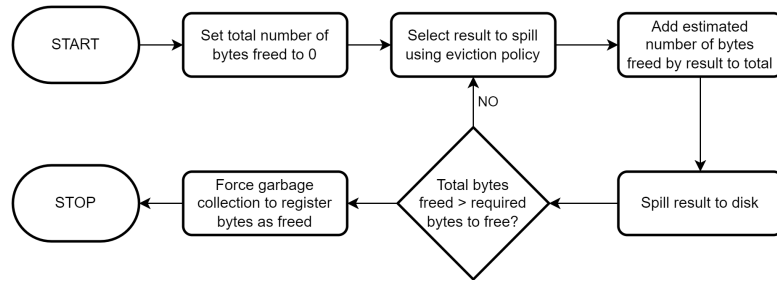 START
Set total number of
bytes freed to 0
Select result to spill
using eviction policy
Add estimated
number of bytes
freed by result to total
NO
STOP
Force garbage
collection to register
bytes as freed
Total bytes
freed > required
bytes to free?
Spill result to disk